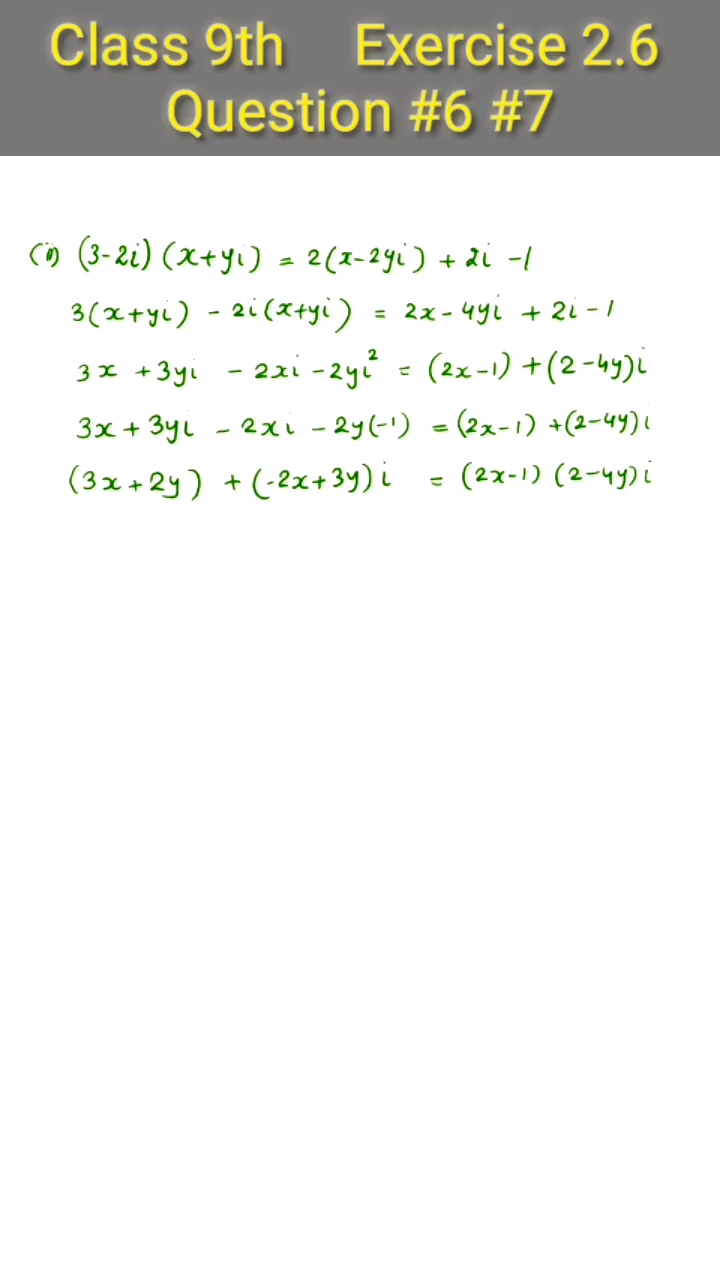 Class 9th Exercise 2.6
Question #6 #7
(ii) (3-2i) (x+yi) = 2(x-2yi) + 2i -1
3(x+yi) - 2i(x+yi) = 2x - 4yi + 2i - 1
3x + 3yi - 2xi - 2yi² = (2x-1) + (2-4y)i
3x + 3yi - 2xi - 2y(-1) = (2x-1) + (2-4y)i
(3x + 2y) + (-2x+3y)i = (2x-1) (2-4y)i